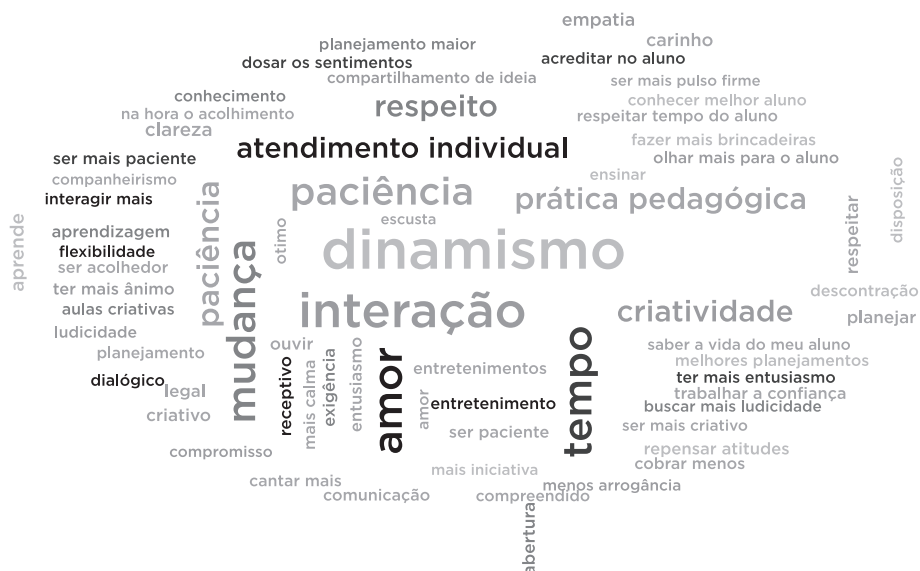 empatia
carinho
planejamento maior
acreditar no aluno
dosar os sentimentos
compartilhamento de ideia
ser mais pulso firme
conhecimento
conhecer melhor aluno
na hora o acolhimento
respeito
respeitar tempo do aluno
clareza
fazer mais brincadeiras
atendimento individual
olhar mais para o aluno
ser mais paciente
ensinar
companheirismo
paciência
prática pedagógica
disposição
interagir mais
paciência
escusta
respeitar
aprende
aprendizagem
otimo
dinamismo
flexibilidade
ser acolhedor
mudança
ter mais ânimo
descontração
aulas criativas
interação
criatividade
planejar
ludicidade
ouvir
saber a vida do meu aluno
planejamento
melhores planejamentos
entretenimentos
dialógico
legal
receptivo
mais calma
exigência
entusiasmo
amor
amor
tempo
ter mais entusiasmo
trabalhar a confiança
entretenimento
buscar mais ludicidade
criativo
ser paciente
ser mais criativo
compromisso
repensar atitudes
mais iniciativa
cobrar menos
cantar mais
menos arrogância
comunicação
compreendido
abertura